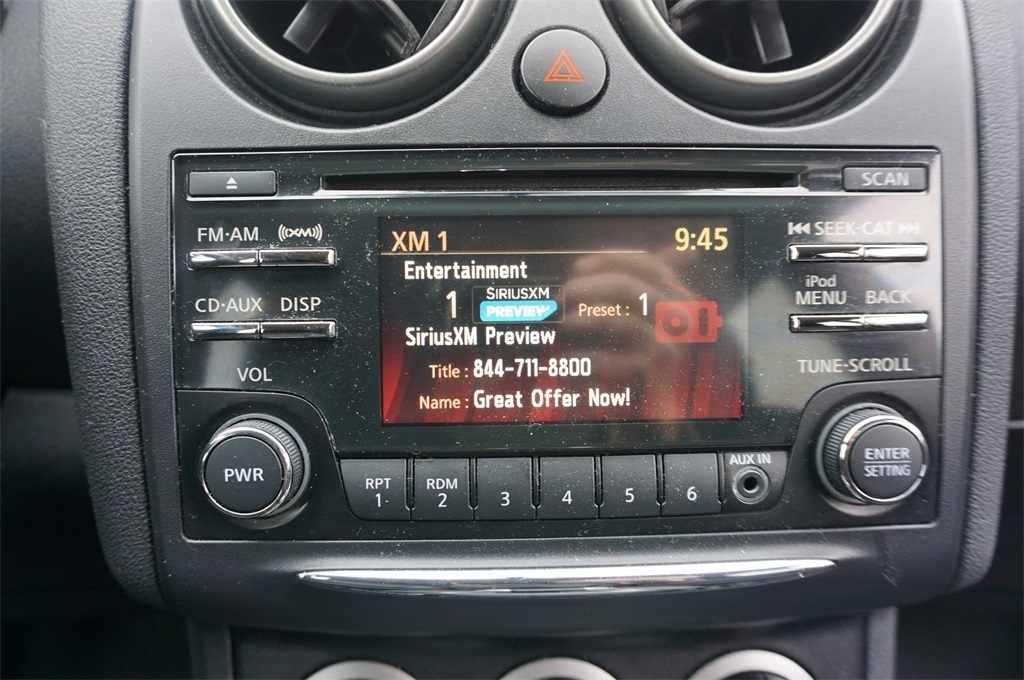 SCAN
FM·AM ((XM)) SEEK·CAT
XM 1 9:45
Entertainment
1 SIRIUSXM PREVIEW Preset : 1
iPod
CD·AUX DISP MENU BACK
SiriusXM Preview
VOL TUNE·SCROLL
Title : 844-711-8800
Name : Great Offer Now!
PWR
RPT 1 RDM 2 3 4 5 6
AUX IN
ENTER
SETTING